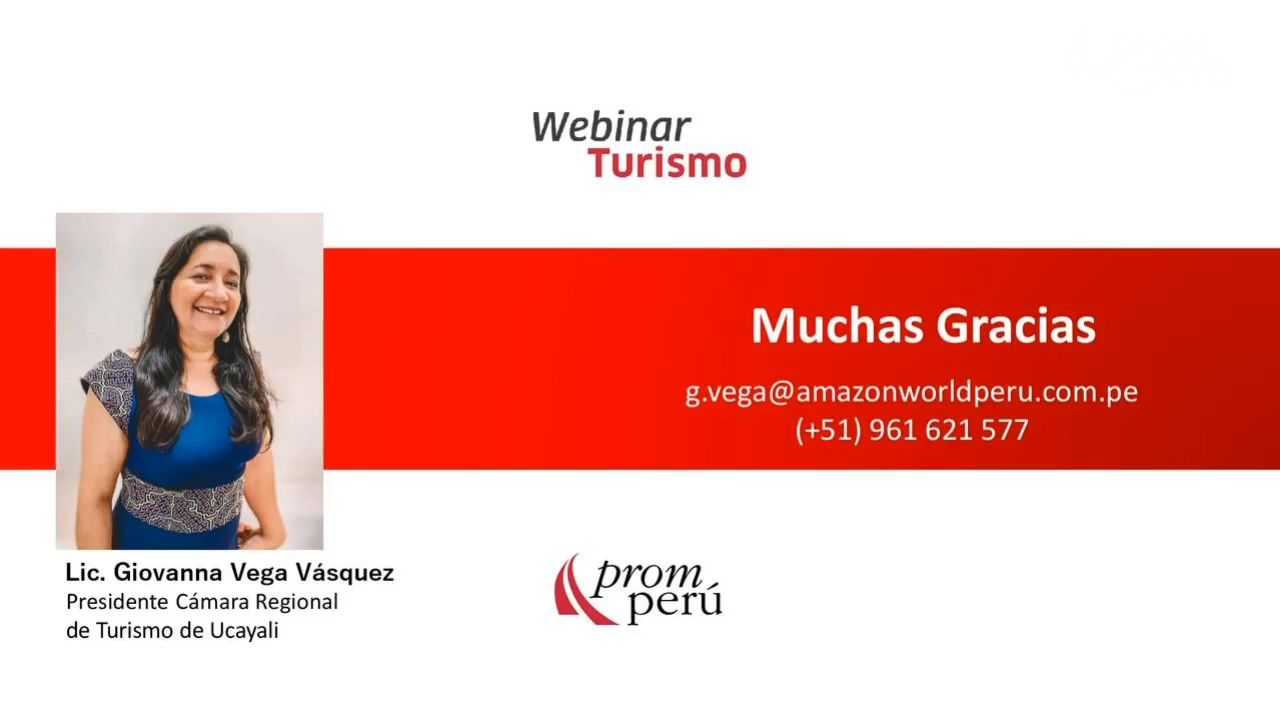 Webinar
Turismo
Muchas Gracias
g.vega@amazonworldperu.com.pe
(+51) 961 621 577
Lic. Giovanna Vega Vásquez
Presidente Cámara Regional
de Turismo de Ucayali
prom
perú